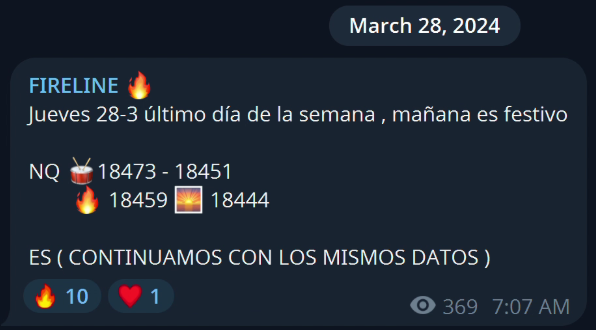 March 28, 2024
FIRELINE 🔥
Jueves 28-3 último día de la semana , mañana es festivo
NQ 🥁 18473 - 18451
🔥 18459 🌅 18444
ES ( CONTINUAMOS CON LOS MISMOS DATOS )
🔥 10 ❤️ 1
369 7:07 AM